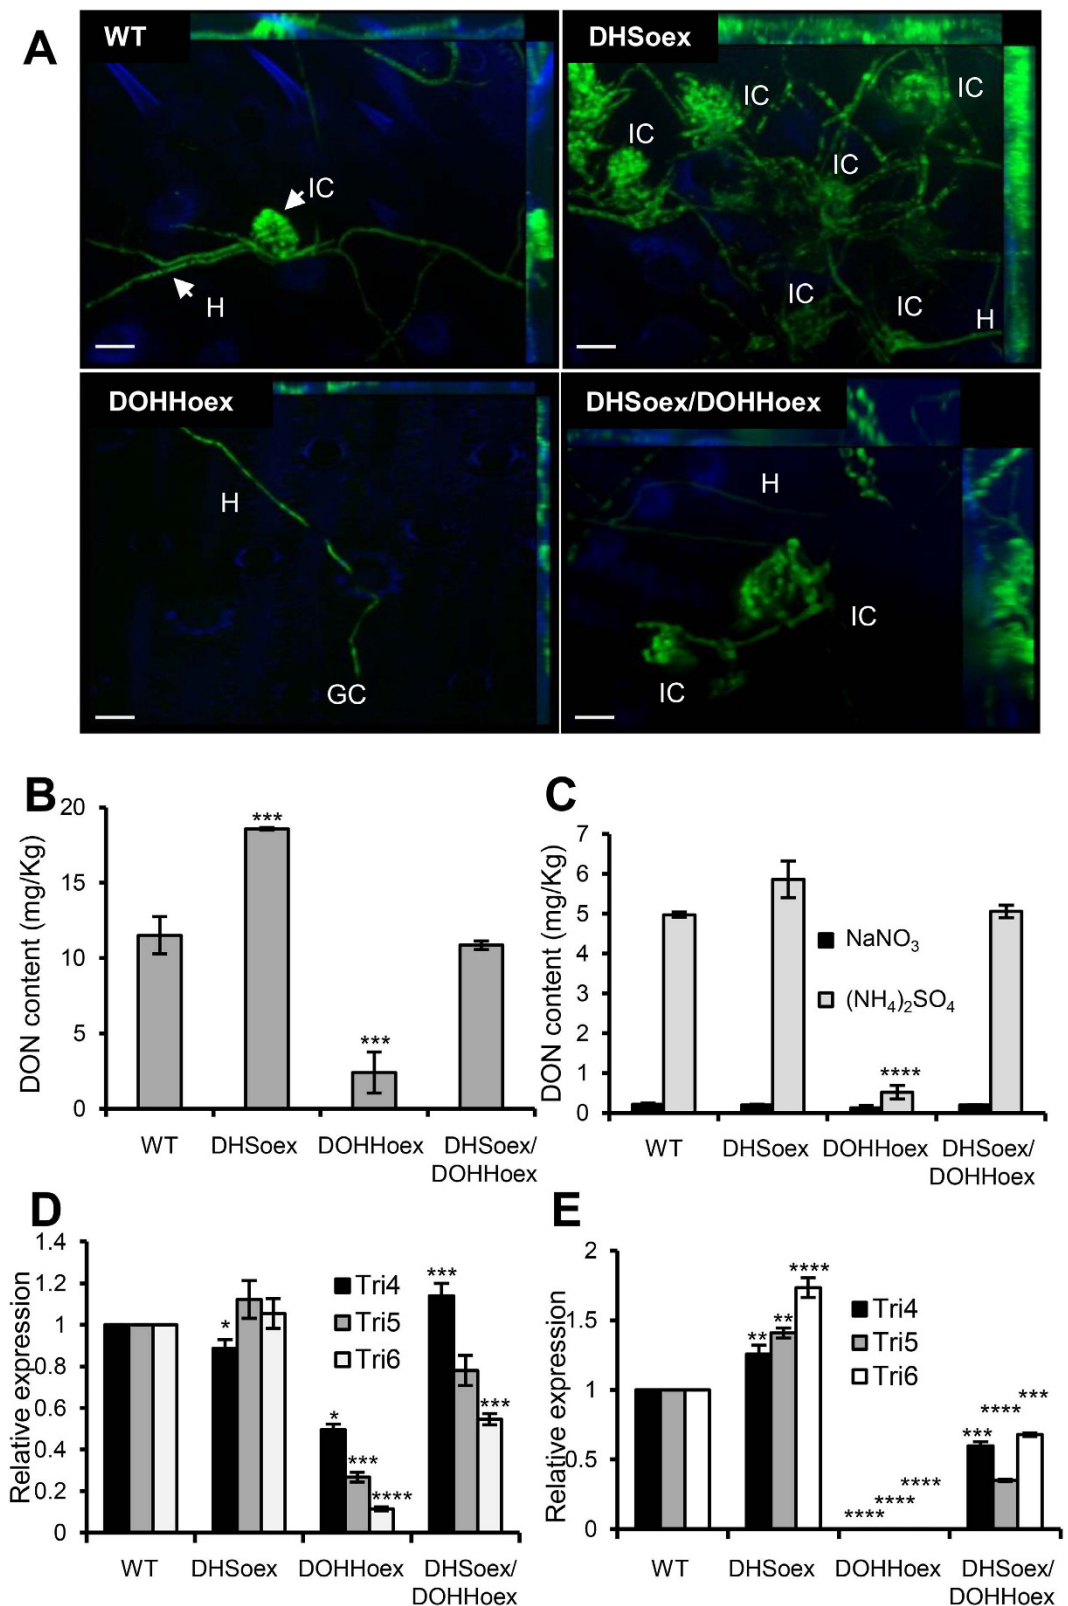 A
WT
IC
H
DHSoex
IC
IC
IC
IC
IC
IC
H
DOHHoex
H
GC
DHSoex/DOHHoex
H
IC
IC
B
DON content (mg/Kg)
20
15
10
5
0
***
***
WT
DHSoex
DOHHoex
DHSoex/
DOHHoex
C
DON content (mg/Kg)
7
6
5
4
3
2
1
0
NaNO₃
(NH₄)₂SO₄
****
WT
DHSoex
DOHHoex
DHSoex/
DOHHoex
D
Relative expression
1.4
1.2
1
0.8
0.6
0.4
0.2
0
Tri4
Tri5
Tri6
*
*
***
****
***
***
WT
DHSoex
DOHHoex
DHSoex/
DOHHoex
E
Relative expression
2
1.5
1
0.5
0
Tri4
Tri5
Tri6
**
**
****
****
****
****
***
****
***
WT
DHSoex
DOHHoex
DHSoex/
DOHHoex